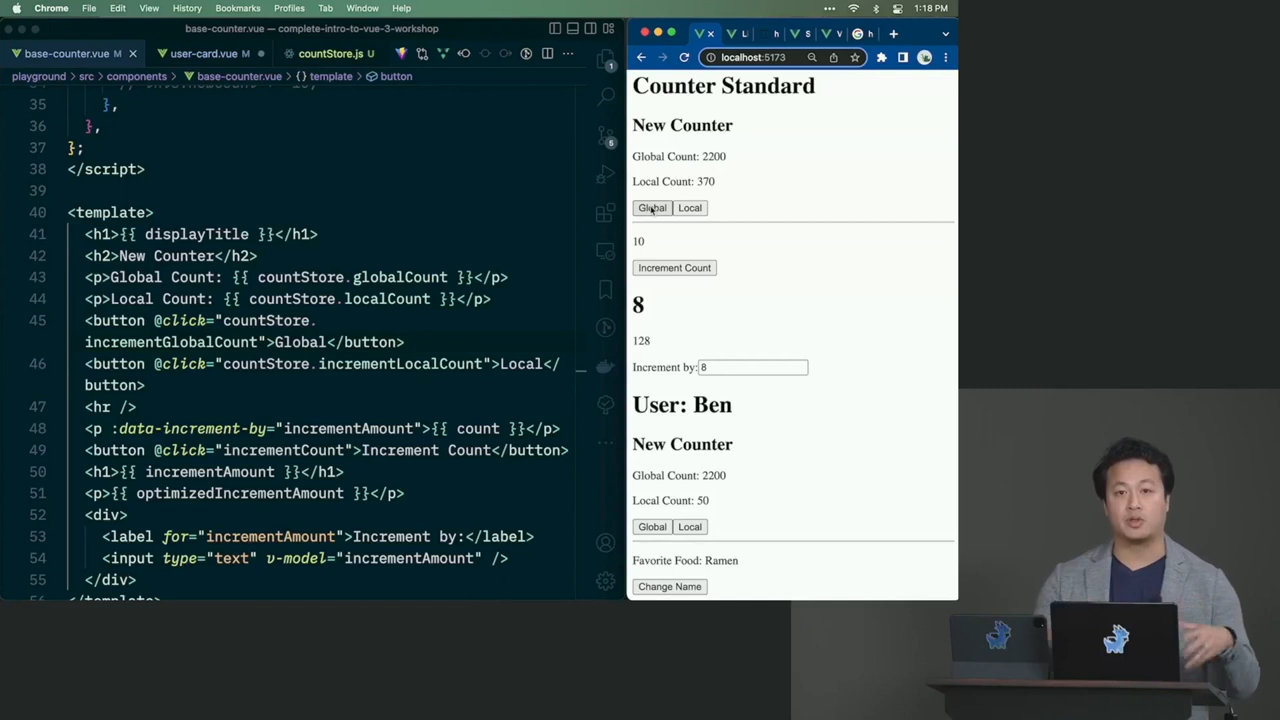 Chrome File Edit View History Bookmarks Profiles Tab Window Help 1:18 PM
base-counter.vue — complete-intro-to-vue-3-workshop
base-counter.vue M user-card.vue countStore.js U
playground > src > components > base-counter.vue > {} template > button
35 },
36 },
37 };
38 </script>
39
40 <template>
41 <h1>{{ displayTitle }}</h1>
42 <h2>New Counter</h2>
43 <p>Global Count: {{ countStore.globalCount }}</p>
44 <p>Local Count: {{ countStore.localCount }}</p>
45 <button @click="countStore.
incrementGlobalCount">Global</button>
46 <button @click="countStore.incrementLocalCount">Local</
button>
47 <hr />
48 <p :data-increment-by="incrementAmount">{{ count }}</p>
49 <button @click="incrementCount">Increment Count</button>
50 <h1>{{ incrementAmount }}</h1>
51 <p>{{ optimizedIncrementAmount }}</p>
52 <div>
53 <label for="incrementAmount">Increment by:</label>
54 <input type="text" v-model="incrementAmount" />
55 </div>
56 </template>
1
5
localhost:5173
Counter Standard
New Counter
Global Count: 2200
Local Count: 370
Global Local
10
Increment Count
8
128
Increment by: 8
User: Ben
New Counter
Global Count: 2200
Local Count: 50
Global Local
Favorite Food: Ramen
Change Name